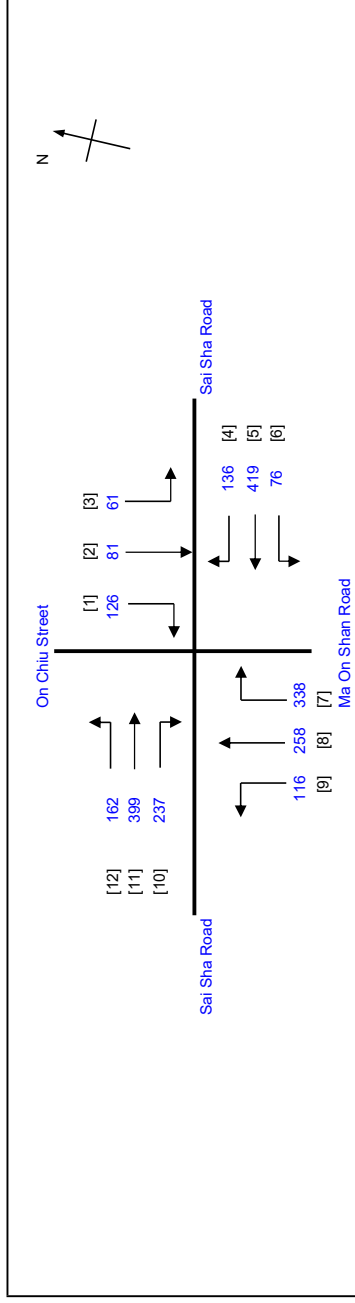 N
On Chiu Street
[1] [2] [3]
126 81 61
[12] 162
[11] 399
[10] 237
Sai Sha Road
Sai Sha Road
136 [4]
419 [5]
76 [6]
116 258 338
[9] [8] [7]
Ma On Shan Road